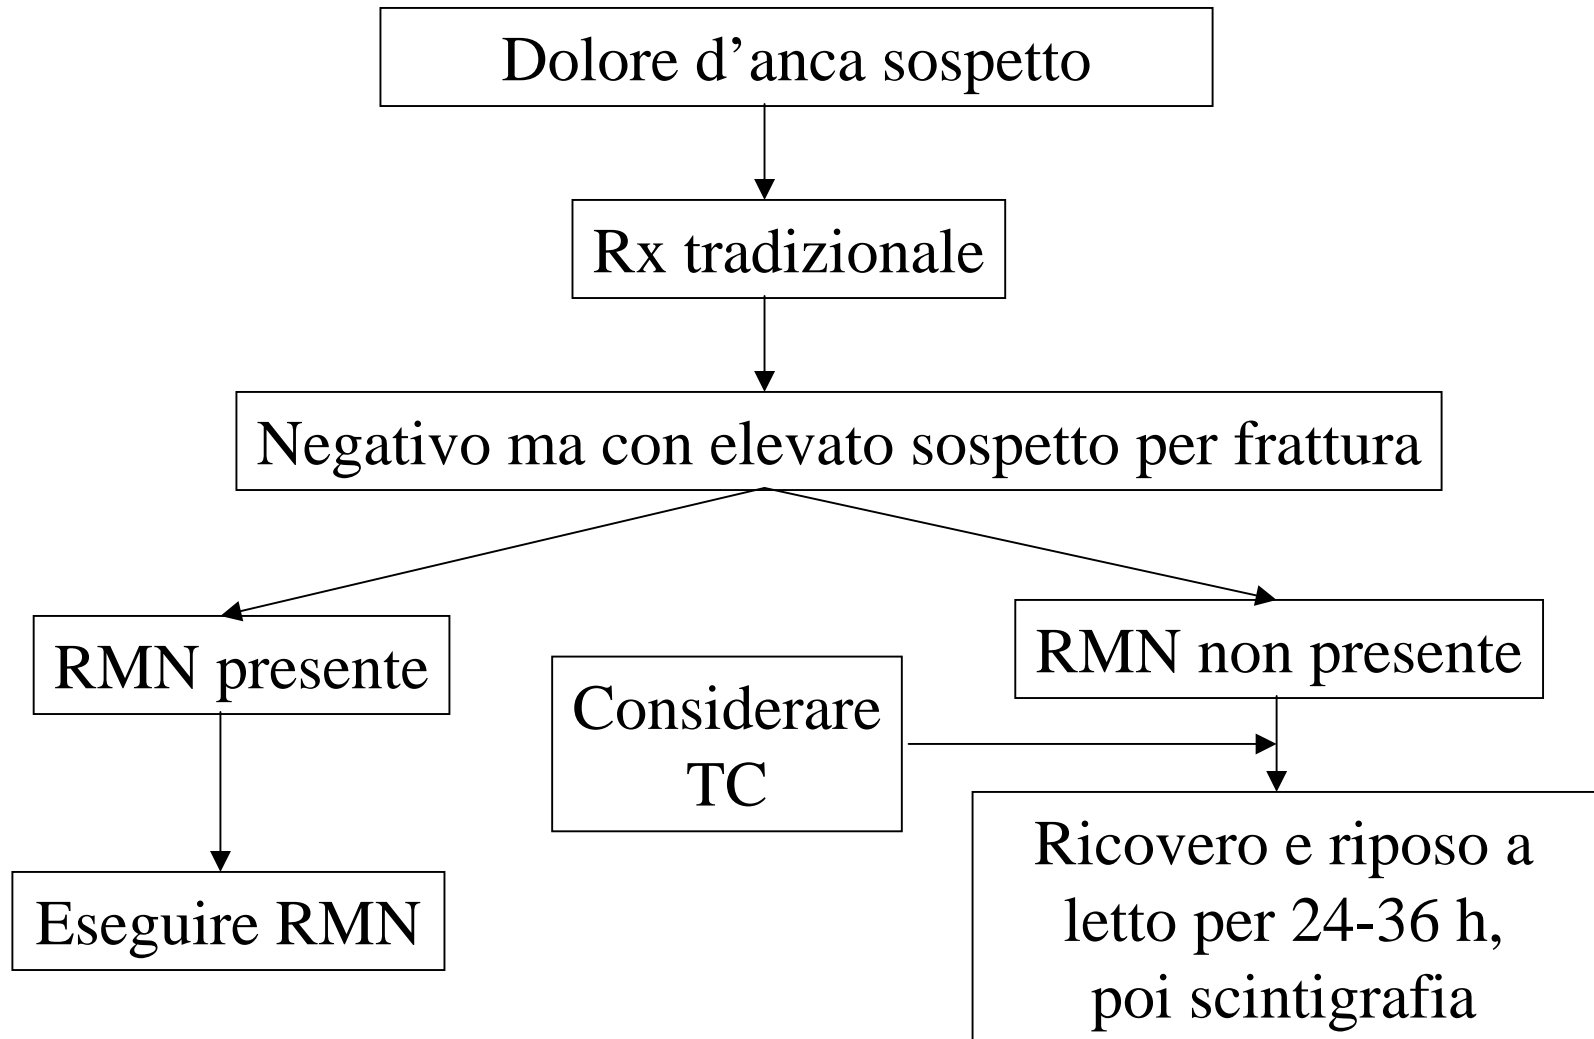 Dolore d’anca sospetto
Rx tradizionale
Negativo ma con elevato sospetto per frattura
RMN presente
RMN non presente
Considerare
TC
Eseguire RMN
Ricovero e riposo a
letto per 24-36 h,
poi scintigrafia